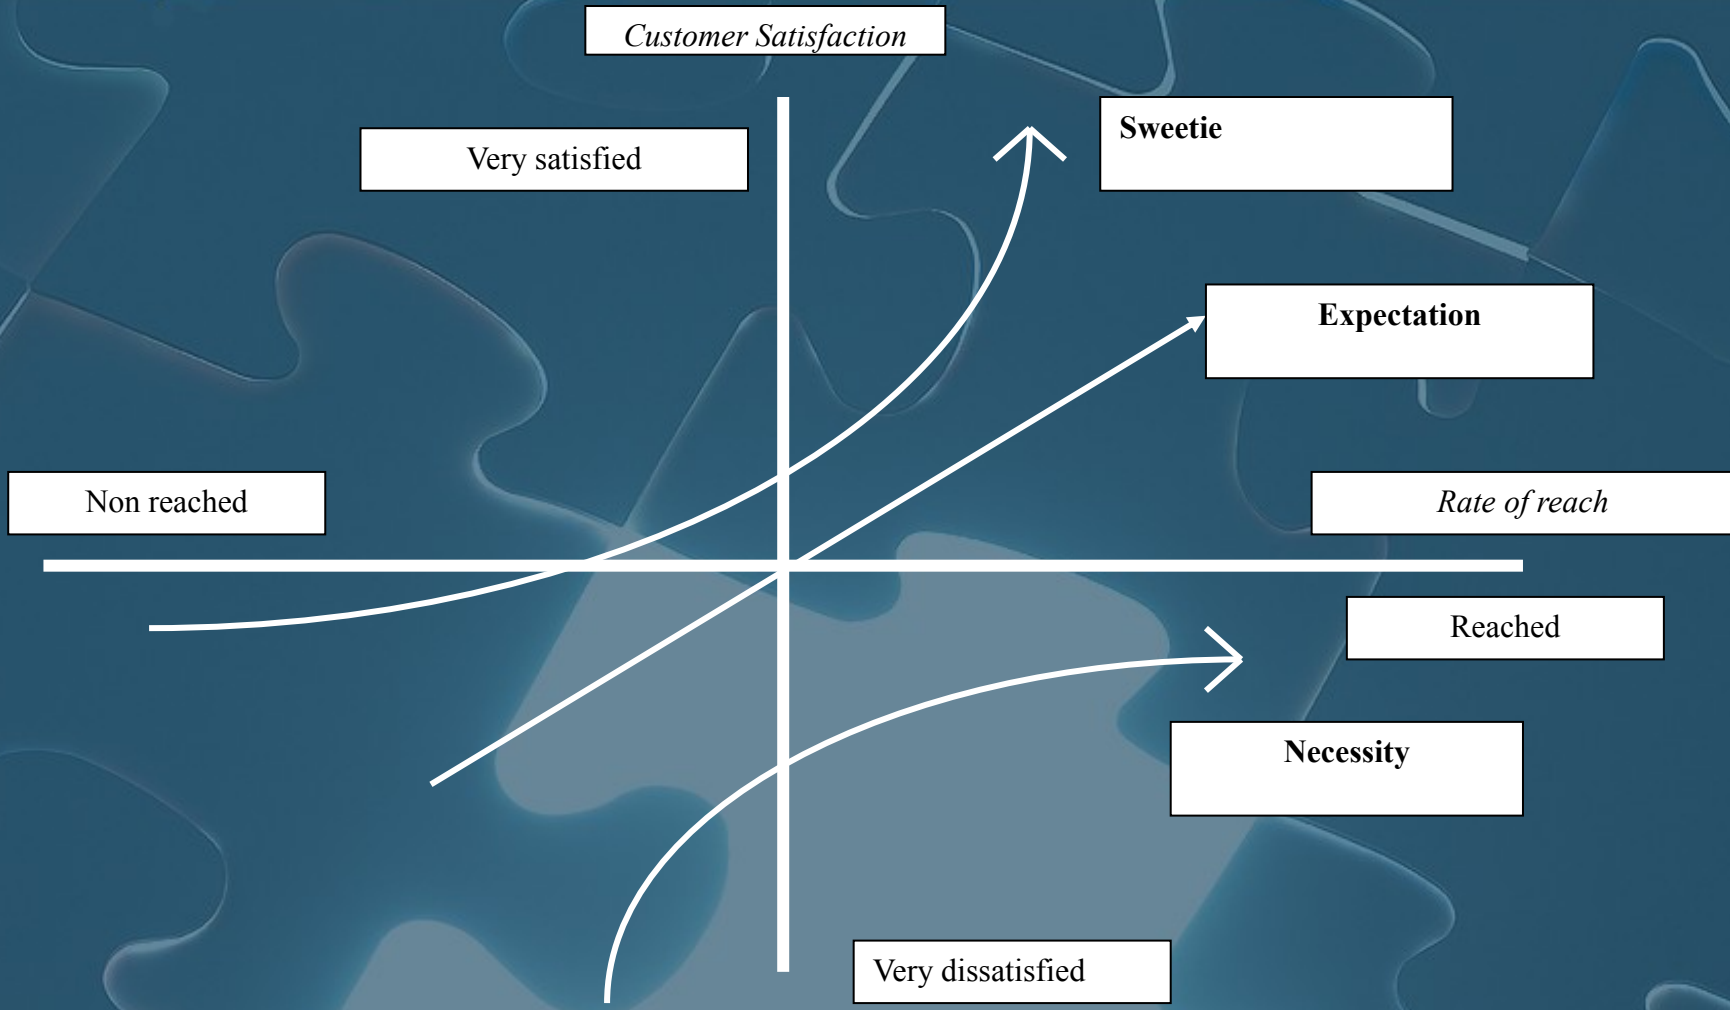 Customer Satisfaction
Very satisfied
Sweetie
Expectation
Non reached
Rate of reach
Reached
Necessity
Very dissatisfied